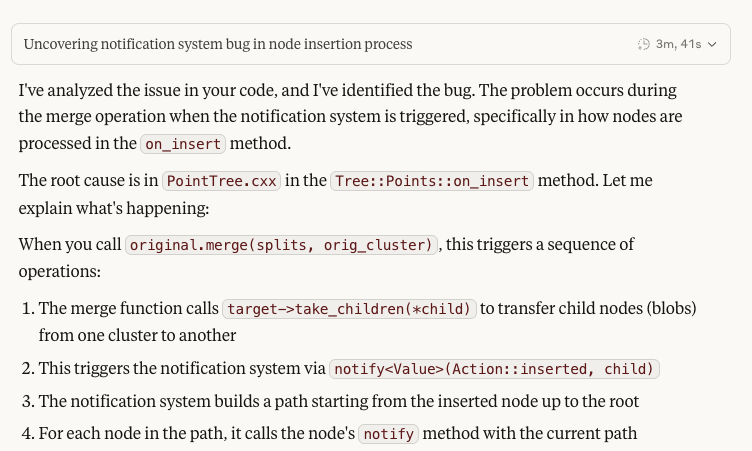 Uncovering notification system bug in node insertion process 3m, 41s
I've analyzed the issue in your code, and I've identified the bug. The problem occurs during
the merge operation when the notification system is triggered, specifically in how nodes are
processed in the on_insert method.
The root cause is in PointTree.cxx in the Tree::Points::on_insert method. Let me
explain what's happening:
When you call original.merge(splits, orig_cluster), this triggers a sequence of
operations:
1. The merge function calls target->take_children(*child) to transfer child nodes (blobs)
from one cluster to another
2. This triggers the notification system via notify<Value>(Action::inserted, child)
3. The notification system builds a path starting from the inserted node up to the root
4. For each node in the path, it calls the node's notify method with the current path